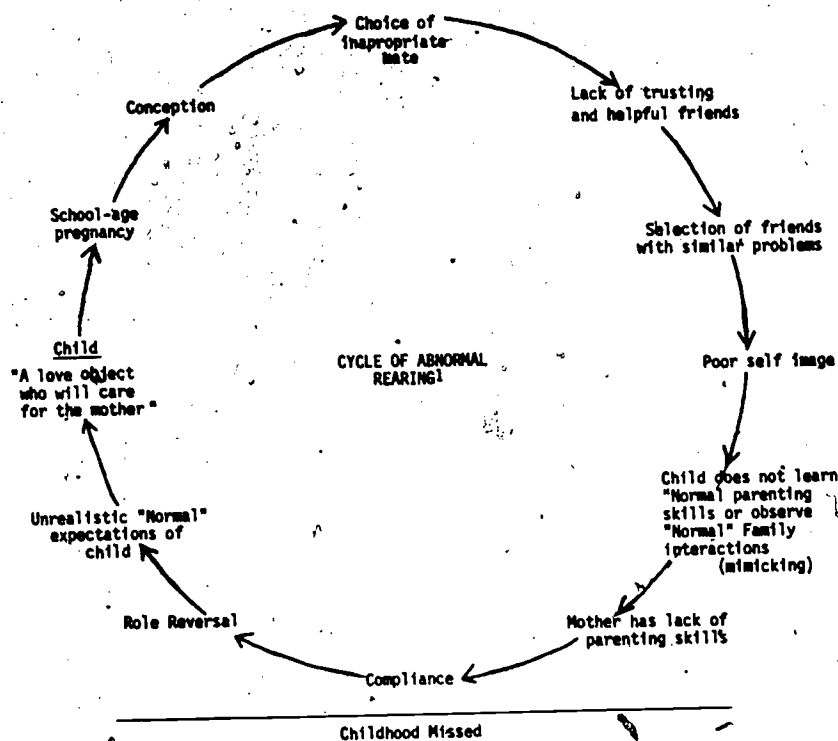 Choice of
inapropriate
mate
Lack of trusting
and helpful friends
Selection of friends
with similar problems
Poor self image
Child does not learn
"Normal parenting
skills or observe
"Normal" Family
interactions
(mimicking)
Mother has lack of
parenting skills
Compliance
Role Reversal
Unrealistic "Normal"
expectations of
child
Child
"A love object
who will care
for the mother"
School-age
pregnancy
Conception
CYCLE OF ABNORMAL
REARING1
Childhood Missed